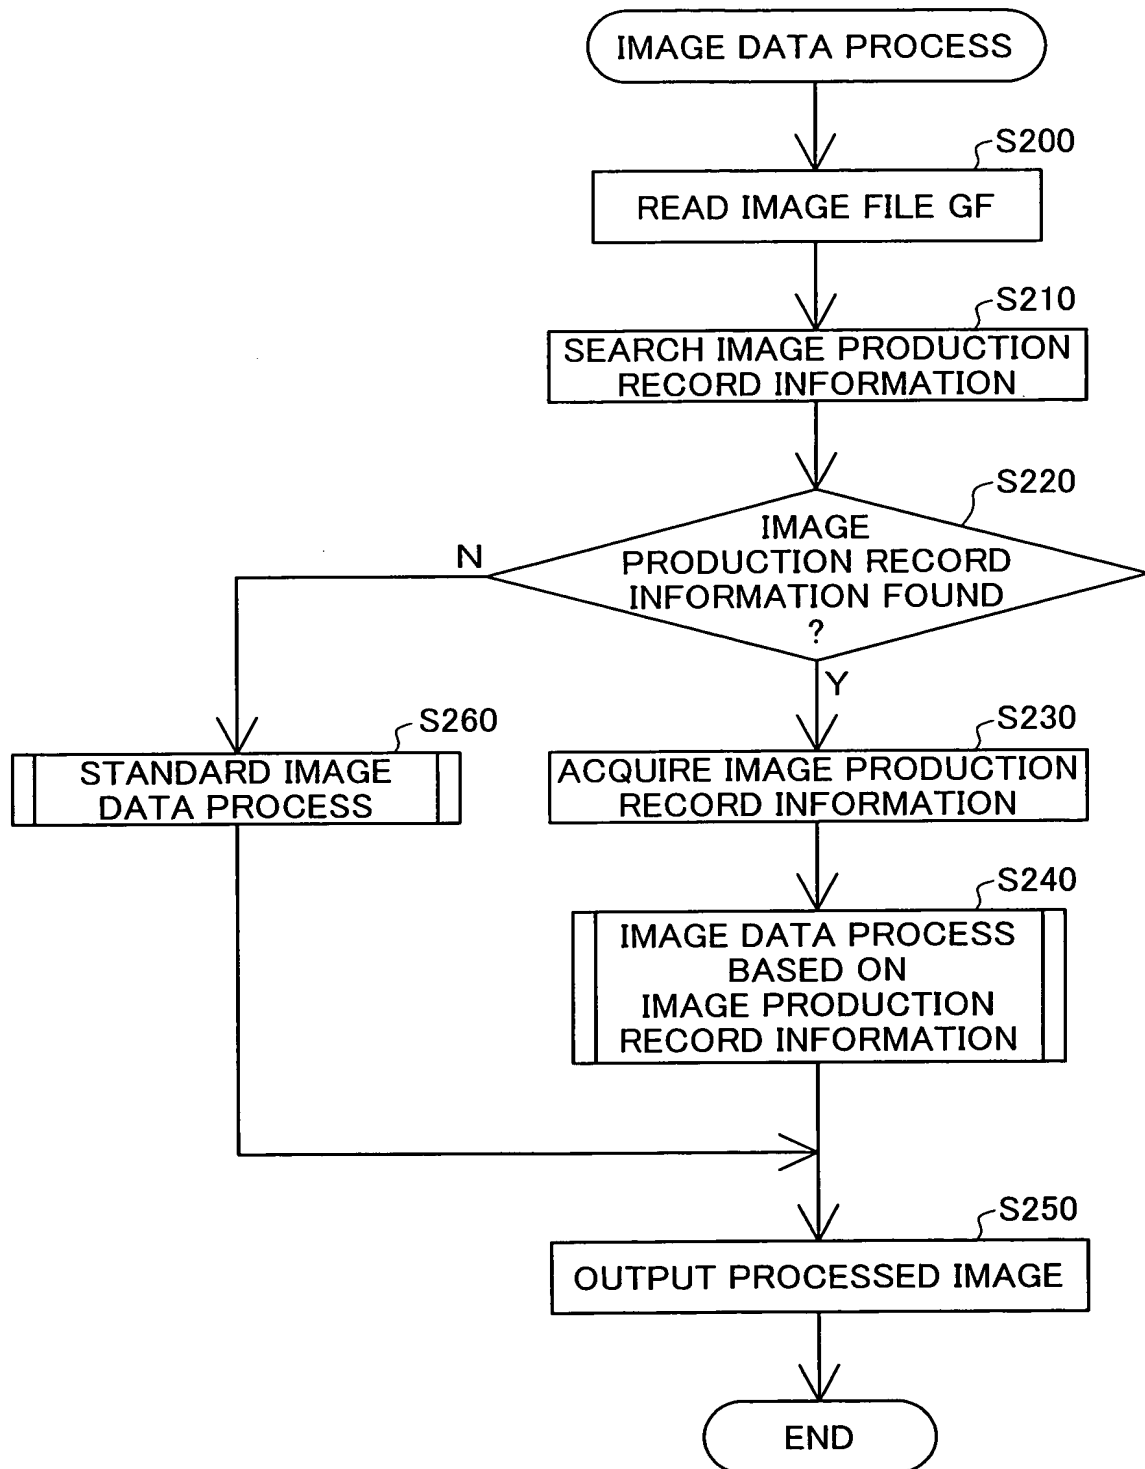 IMAGE DATA PROCESS
S200
READ IMAGE FILE GF
S210
SEARCH IMAGE PRODUCTION
RECORD INFORMATION
S220
IMAGE
PRODUCTION RECORD
INFORMATION FOUND
?
N
Y
S260
STANDARD IMAGE
DATA PROCESS
S230
ACQUIRE IMAGE PRODUCTION
RECORD INFORMATION
S240
IMAGE DATA PROCESS
BASED ON
IMAGE PRODUCTION
RECORD INFORMATION
S250
OUTPUT PROCESSED IMAGE
END